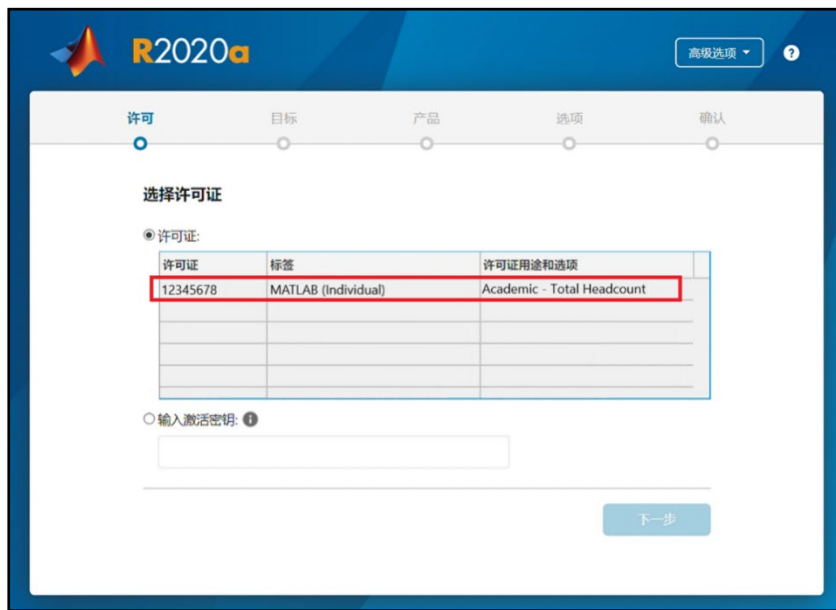 R2020a
高级选项
?
许可 目标 产品 选项 确认
选择许可证
许可证:
许可证 标签 许可证用途和选项
12345678 MATLAB (Individual) Academic - Total Headcount
输入激活密钥: i
下一步